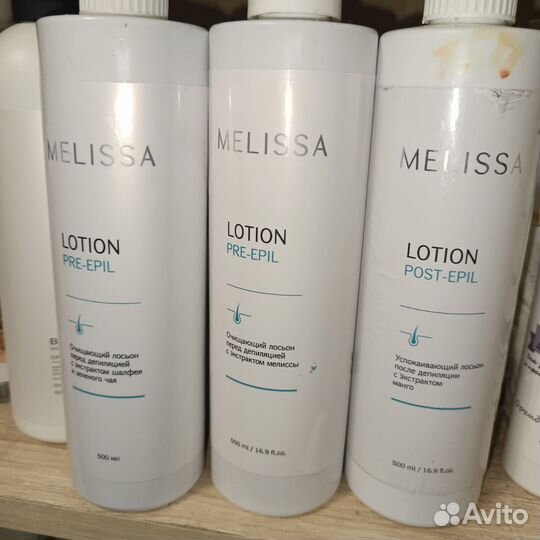 MELISSA
LOTION
PRE-EPIL
Очищающий лосьон
перед депиляцией
с экстрактом шалфея
и зеленого чая
500 мл
MELISSA
LOTION
PRE-EPIL
Очищающий лосьон
перед депиляцией
с экстрактом мелиссы
500 ml / 16.9 fl.oz.
MELISSA
LOTION
POST-EPIL
Успокаивающий лосьон
после депиляции
с экстрактом
манго
500 ml / 16.9 fl.oz.
Avito